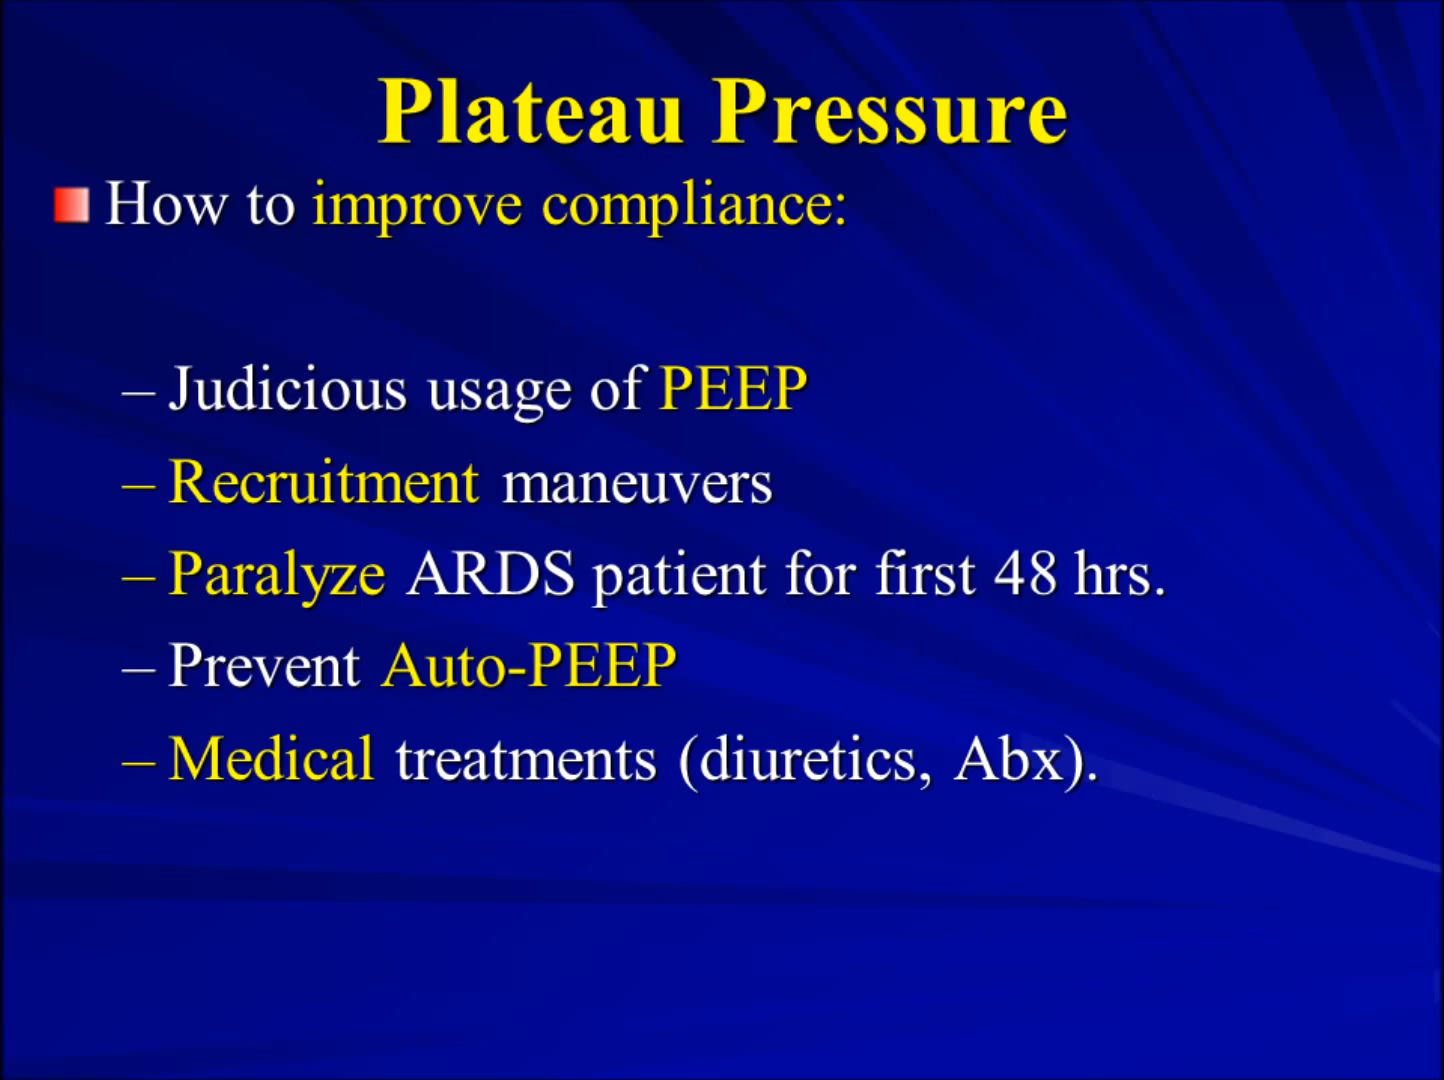 Plateau Pressure
How to improve compliance:
– Judicious usage of PEEP
– Recruitment maneuvers
– Paralyze ARDS patient for first 48 hrs.
– Prevent Auto-PEEP
– Medical treatments (diuretics, Abx).